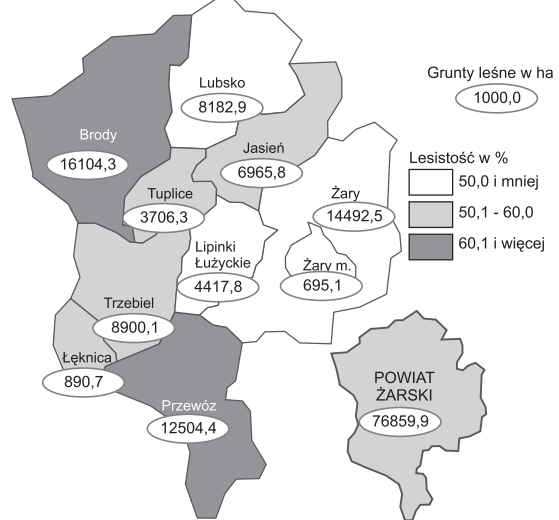 Lubsko
8182,9
Grunty leśne w ha
1000,0
Brody
16104,3
Jasień
6965,8
Lesistość w %
50,0 i mniej
50,1 - 60,0
60,1 i więcej
Tuplice
3706,3
Żary
14492,5
Lipinki
Łużyckie
4417,8
Żary m.
695,1
Trzebiel
8900,1
Łęknica
890,7
Przewóz
12504,4
POWIAT
ŻARSKI
76859,9